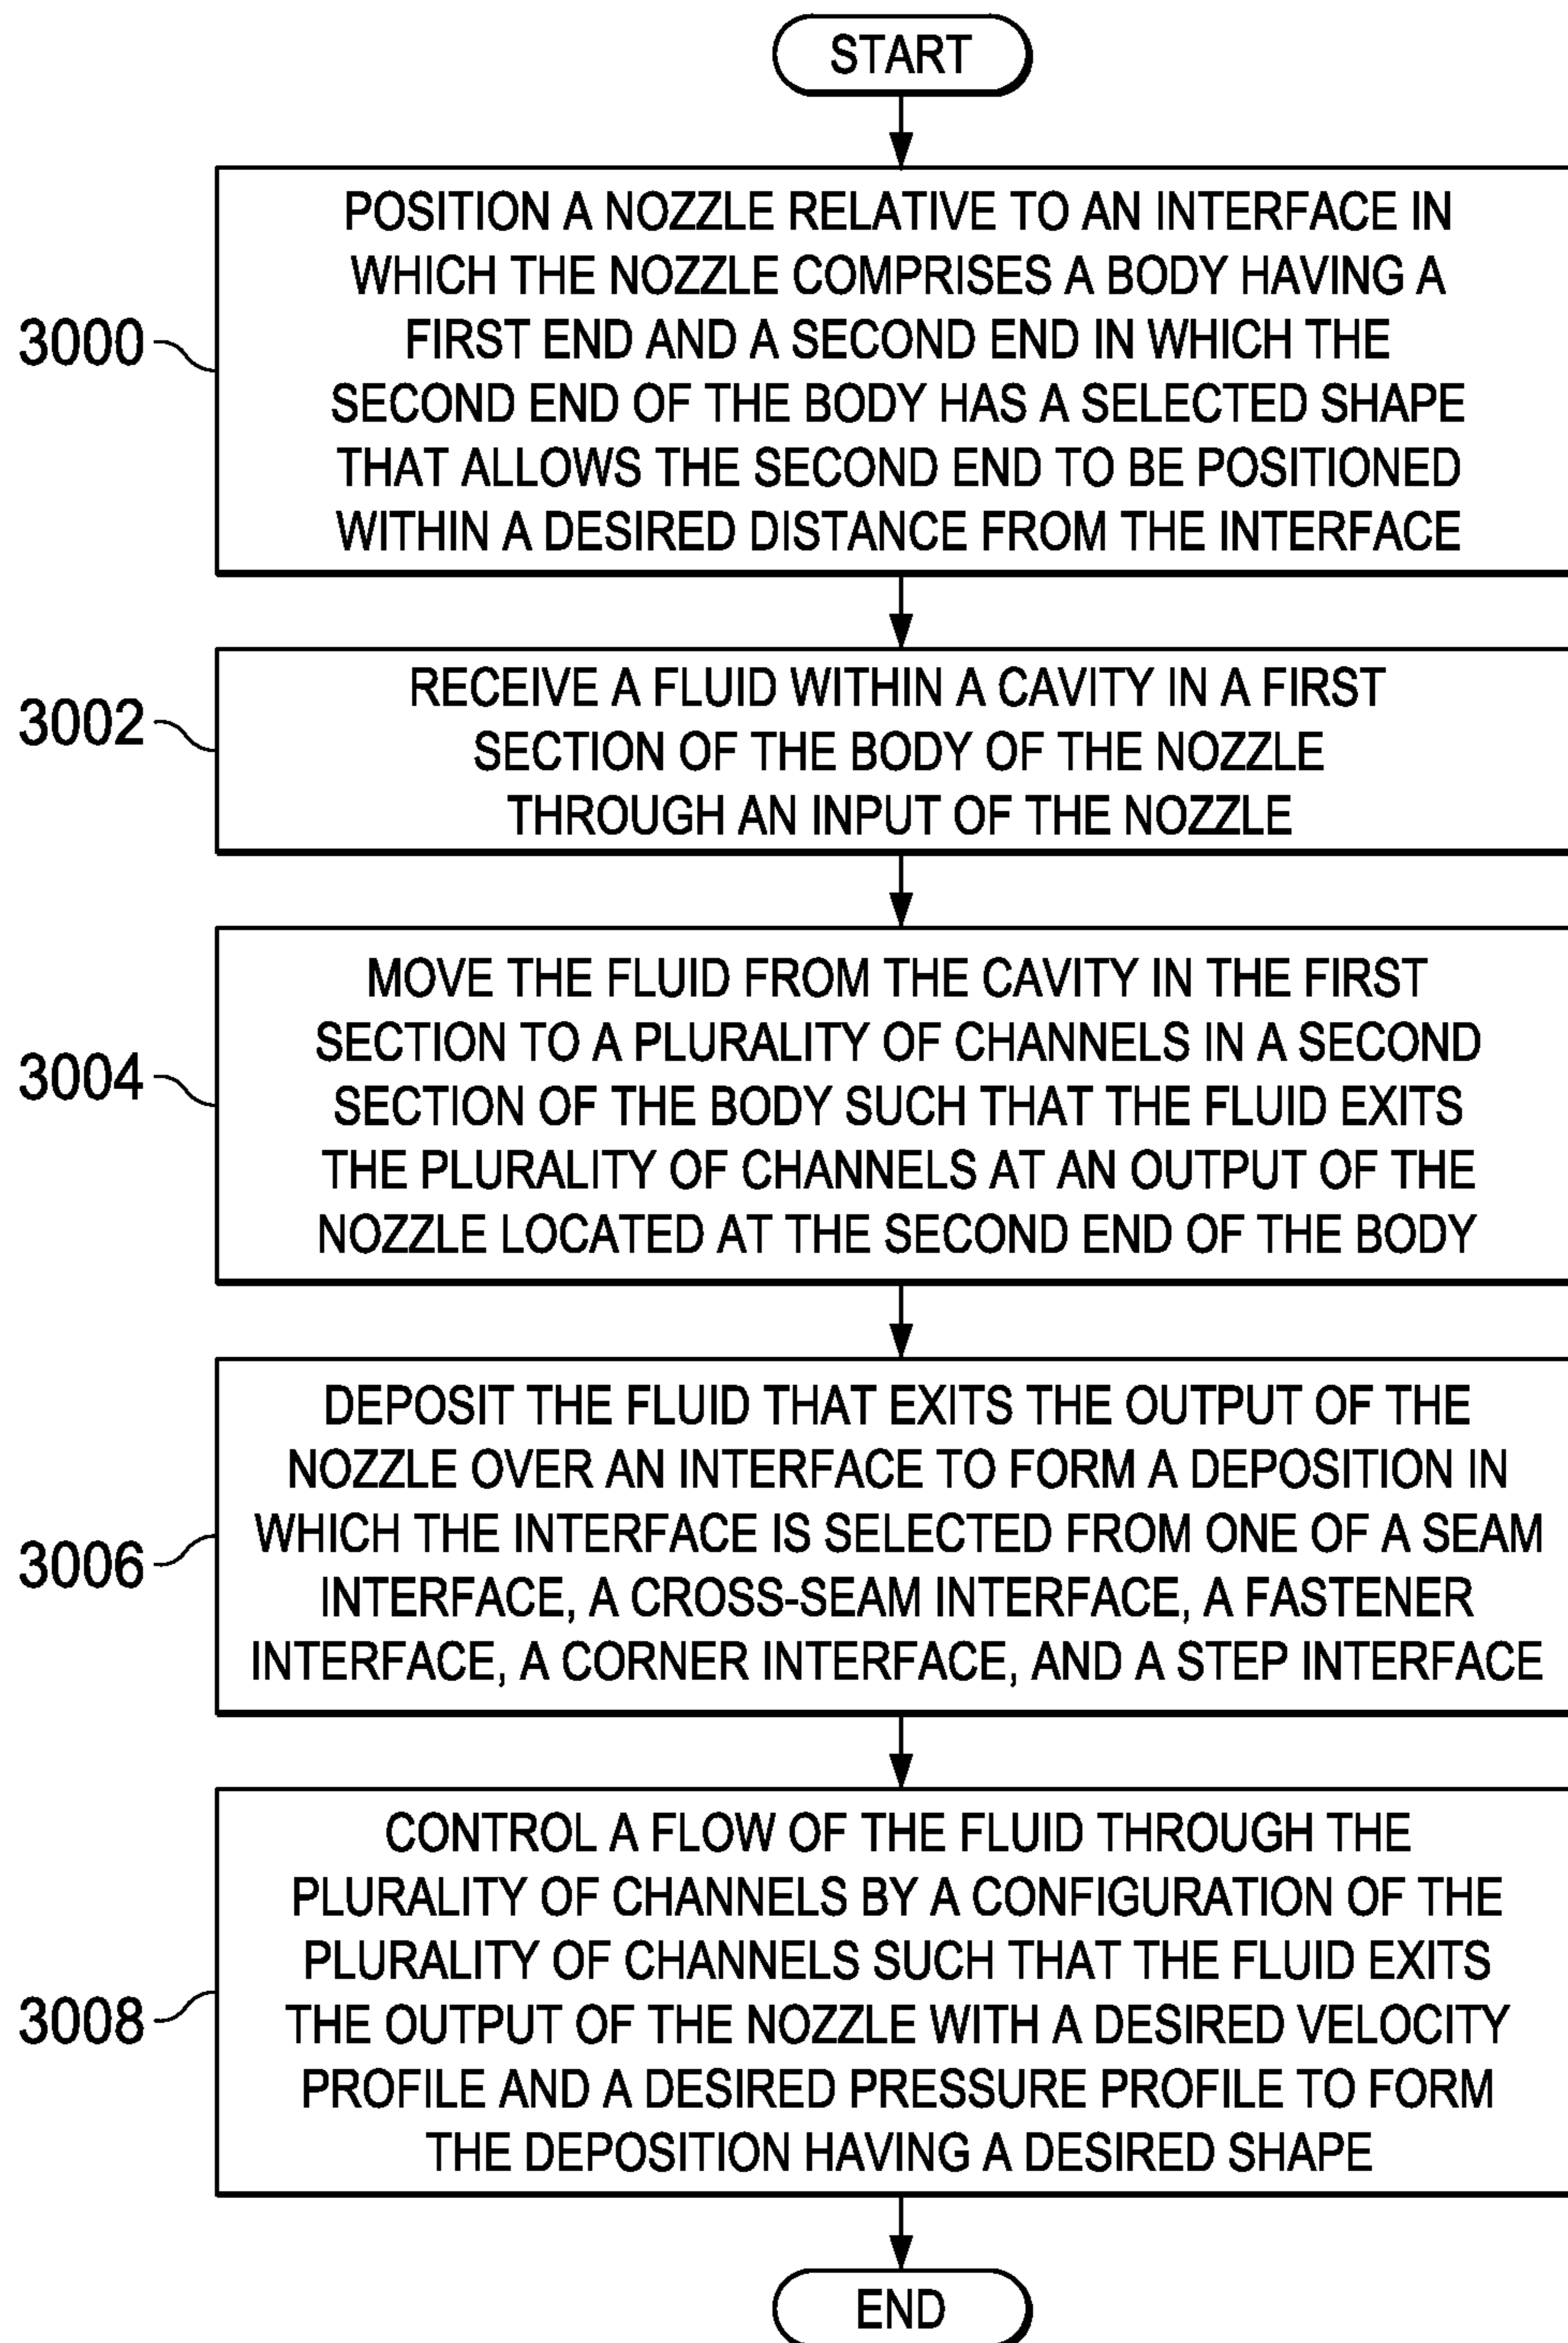 START
POSITION A NOZZLE RELATIVE TO AN INTERFACE IN
WHICH THE NOZZLE COMPRISES A BODY HAVING A
FIRST END AND A SECOND END IN WHICH THE
SECOND END OF THE BODY HAS A SELECTED SHAPE
THAT ALLOWS THE SECOND END TO BE POSITIONED
WITHIN A DESIRED DISTANCE FROM THE INTERFACE
3000
RECEIVE A FLUID WITHIN A CAVITY IN A FIRST
SECTION OF THE BODY OF THE NOZZLE
THROUGH AN INPUT OF THE NOZZLE
3002
MOVE THE FLUID FROM THE CAVITY IN THE FIRST
SECTION TO A PLURALITY OF CHANNELS IN A SECOND
SECTION OF THE BODY SUCH THAT THE FLUID EXITS
THE PLURALITY OF CHANNELS AT AN OUTPUT OF THE
NOZZLE LOCATED AT THE SECOND END OF THE BODY
3004
DEPOSIT THE FLUID THAT EXITS THE OUTPUT OF THE
NOZZLE OVER AN INTERFACE TO FORM A DEPOSITION IN
WHICH THE INTERFACE IS SELECTED FROM ONE OF A SEAM
INTERFACE, A CROSS-SEAM INTERFACE, A FASTENER
INTERFACE, A CORNER INTERFACE, AND A STEP INTERFACE
3006
CONTROL A FLOW OF THE FLUID THROUGH THE
PLURALITY OF CHANNELS BY A CONFIGURATION OF THE
PLURALITY OF CHANNELS SUCH THAT THE FLUID EXITS
THE OUTPUT OF THE NOZZLE WITH A DESIRED VELOCITY
PROFILE AND A DESIRED PRESSURE PROFILE TO FORM
THE DEPOSITION HAVING A DESIRED SHAPE
3008
END